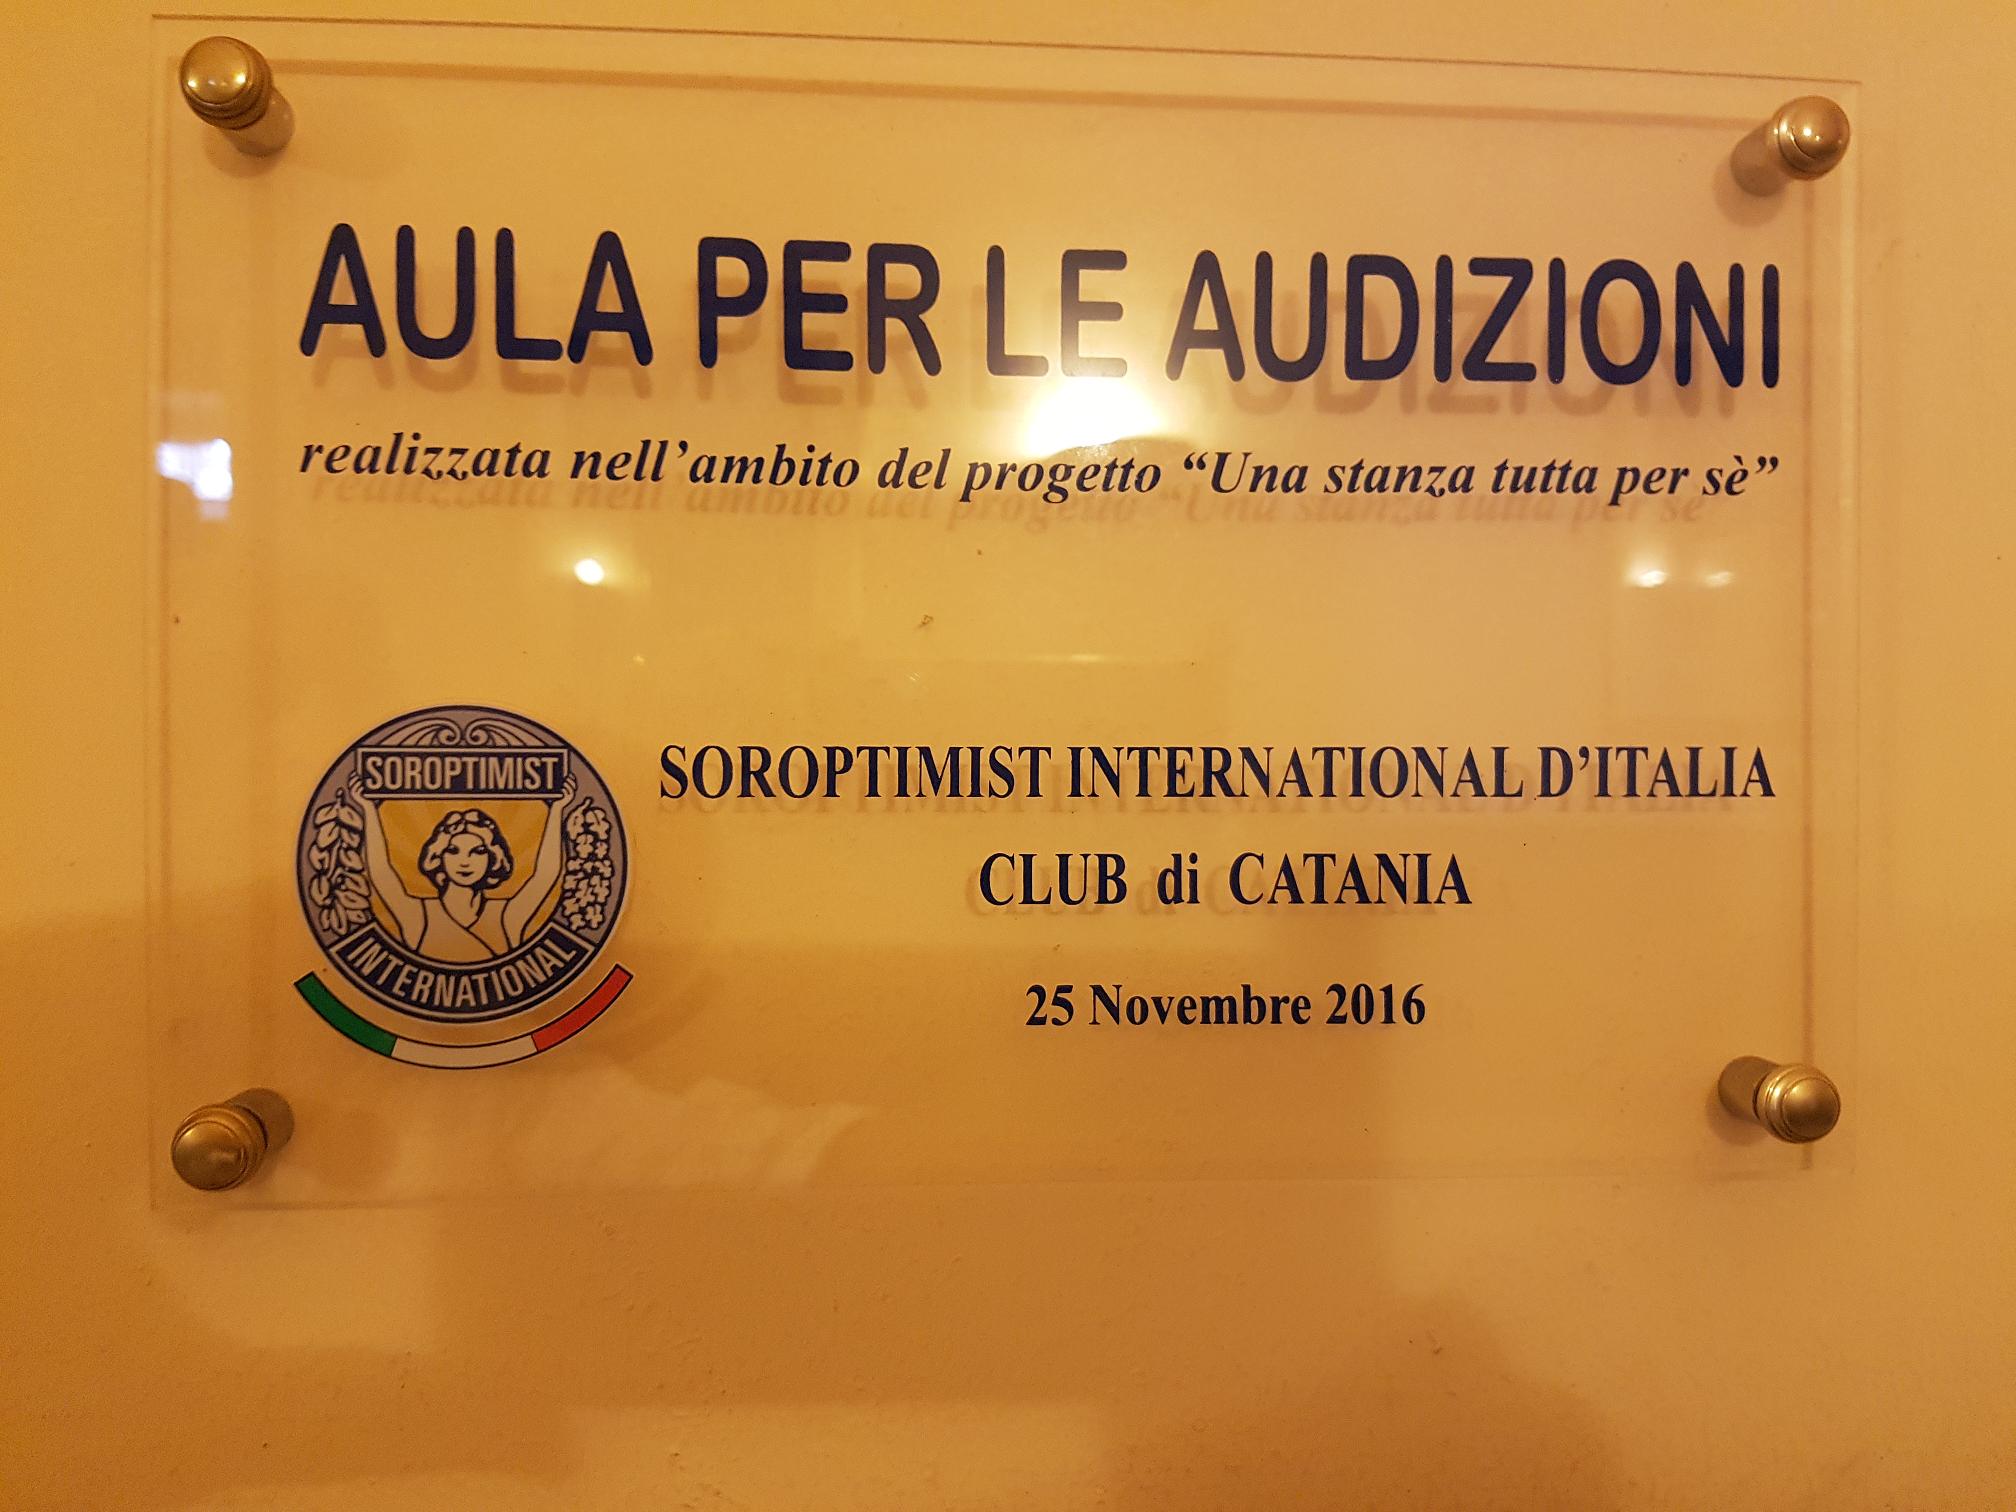 AULA PER LE AUDIZIONI
realizzata nell’ambito del progetto “Una stanza tutta per sè”
SOROPTIMIST
INTERNATIONAL
SOROPTIMIST INTERNATIONAL D’ITALIA
CLUB di CATANIA
25 Novembre 2016